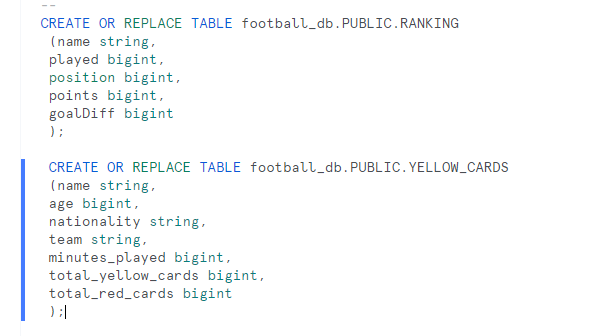 --
CREATE OR REPLACE TABLE football_db.PUBLIC.RANKING
(name string,
played bigint,
position bigint,
points bigint,
goalDiff bigint
);
CREATE OR REPLACE TABLE football_db.PUBLIC.YELLOW_CARDS
(name string,
age bigint,
nationality string,
team string,
minutes_played bigint,
total_yellow_cards bigint,
total_red_cards bigint
);